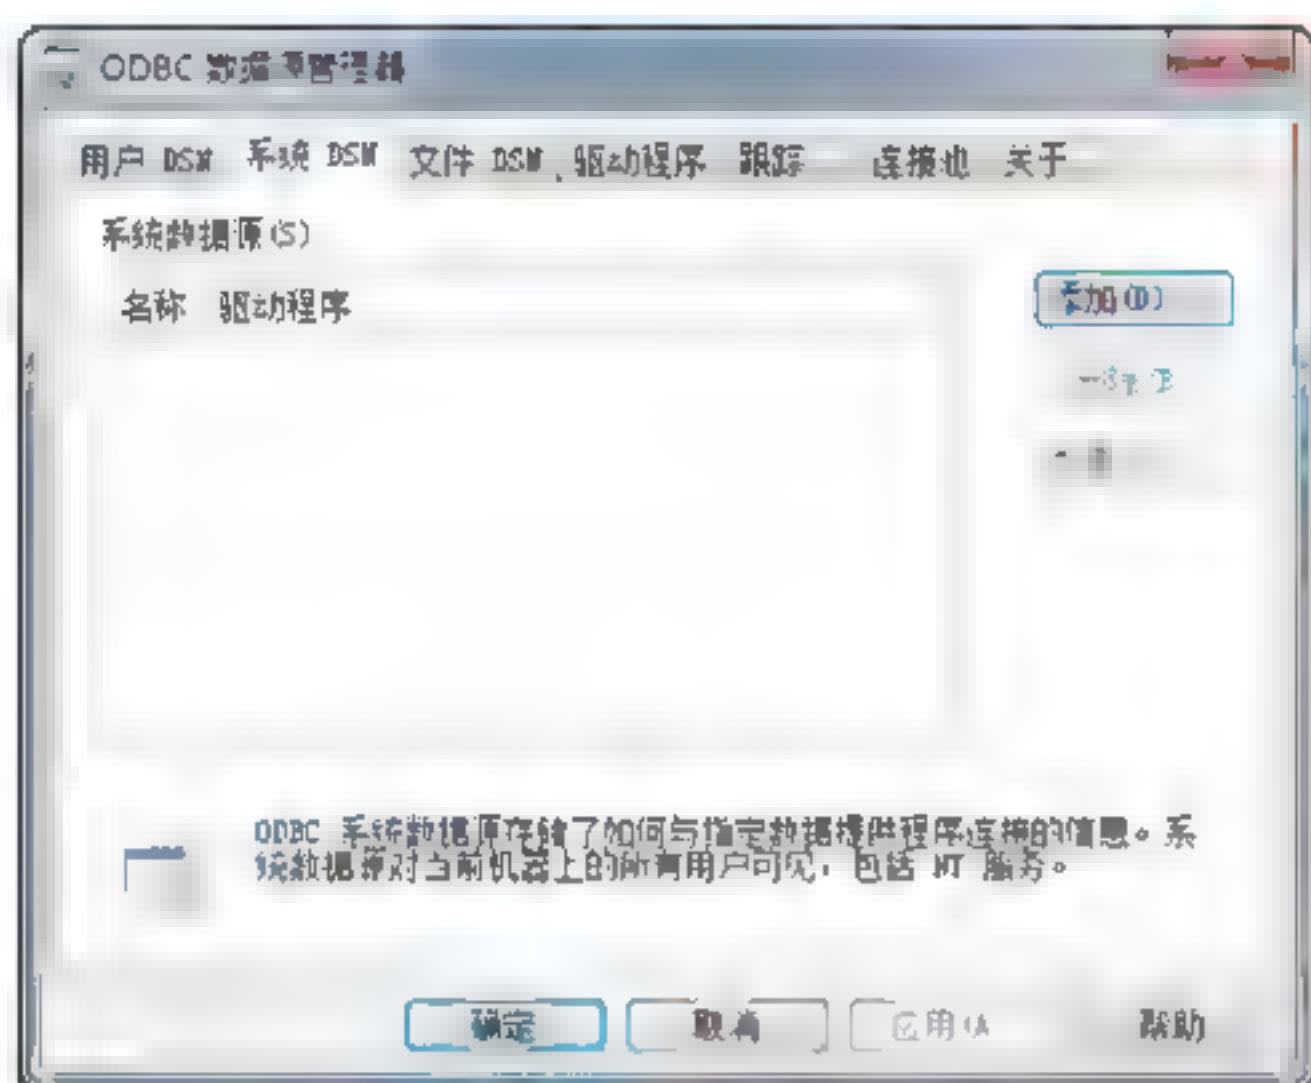 ODBC 数据源管理器
用户 DSN 系统 DSN 文件 DSN 驱动程序 跟踪 连接池 关于
系统数据源(S)
名称 驱动程序
添加(D)
ODBC 系统数据源存储了如何与指定数据提供程序连接的信息。系
统数据源对当前机器上的所有用户可见，包括 NT 服务。
确定 取消 应用(A 帮助